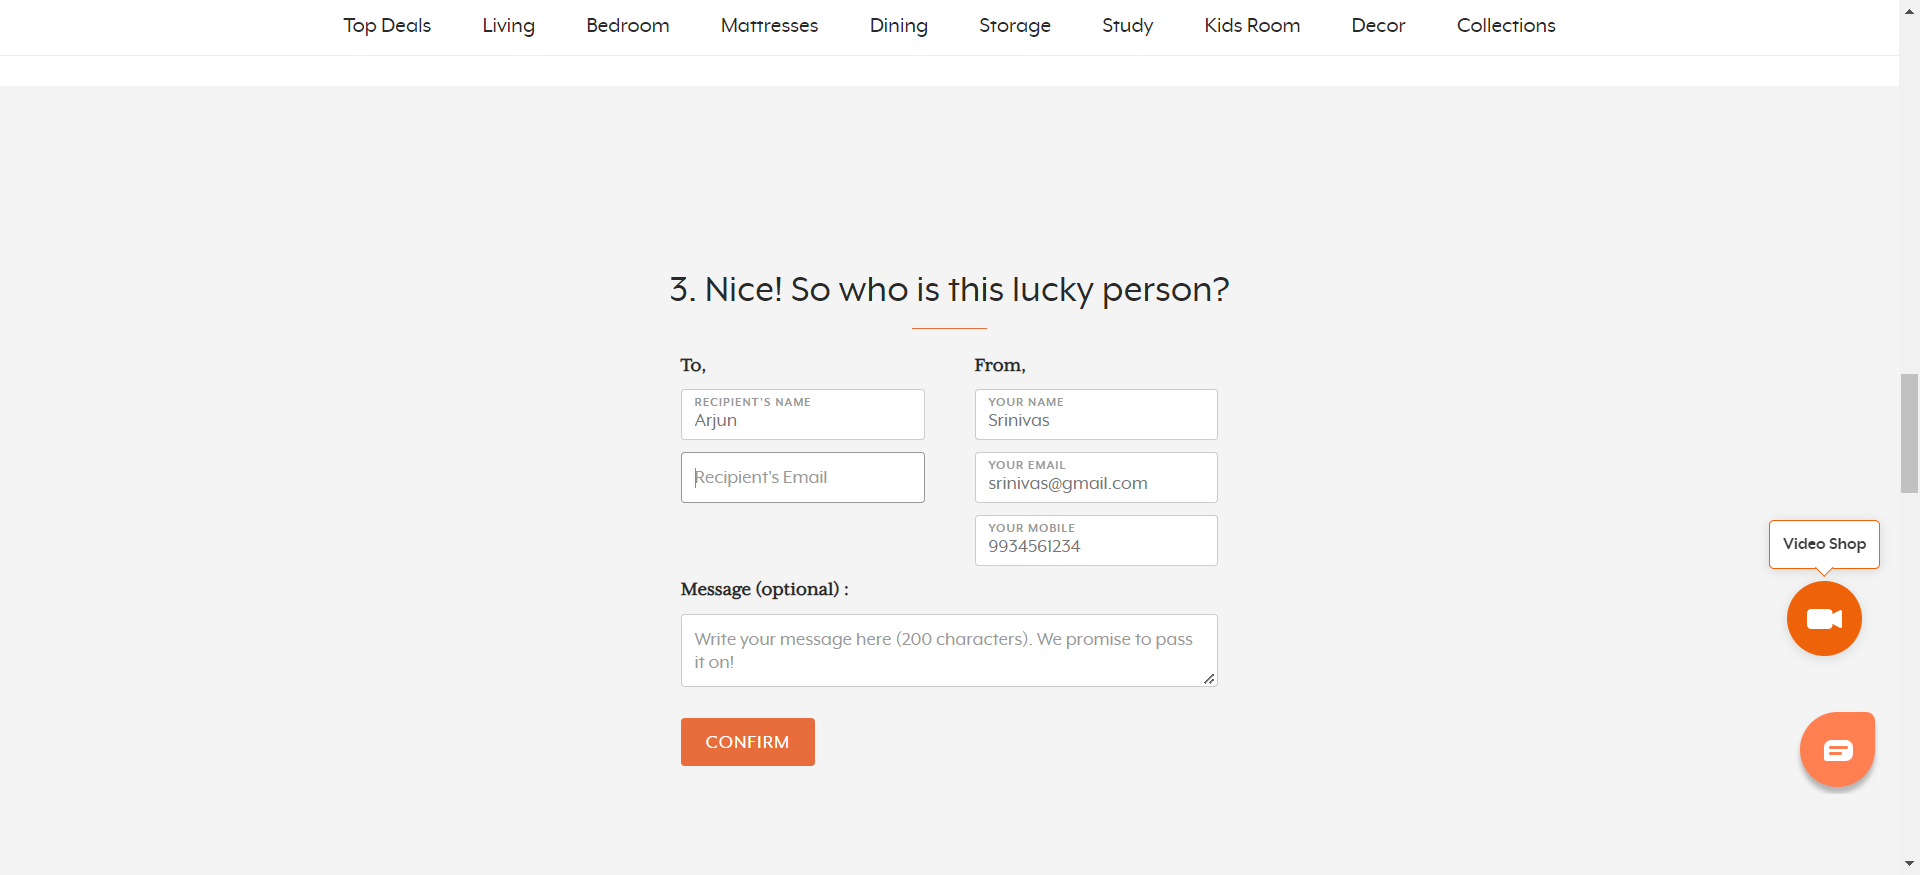 Top Deals Living Bedroom Mattresses Dining Storage Study Kids Room Decor Collections
3. Nice! So who is this lucky person?
To,
RECIPIENT'S NAME
Arjun
Recipient's Email
From,
YOUR NAME
Srinivas
YOUR EMAIL
srinivas@gmail.com
YOUR MOBILE
9934561234
Message (optional) :
Write your message here (200 characters). We promise to pass
it on!
CONFIRM
Video Shop